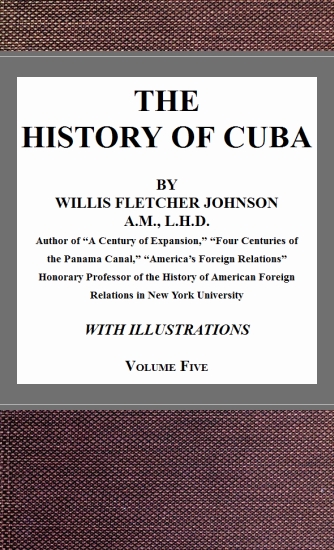 THE
HISTORY OF CUBA
BY
WILLIS FLETCHER JOHNSON
A.M., L.H.D.
Author of “A Century of Expansion,” “Four Centuries of
the Panama Canal,” “America’s Foreign Relations”
Honorary Professor of the History of American Foreign
Relations in New York University
WITH ILLUSTRATIONS
Volume Five